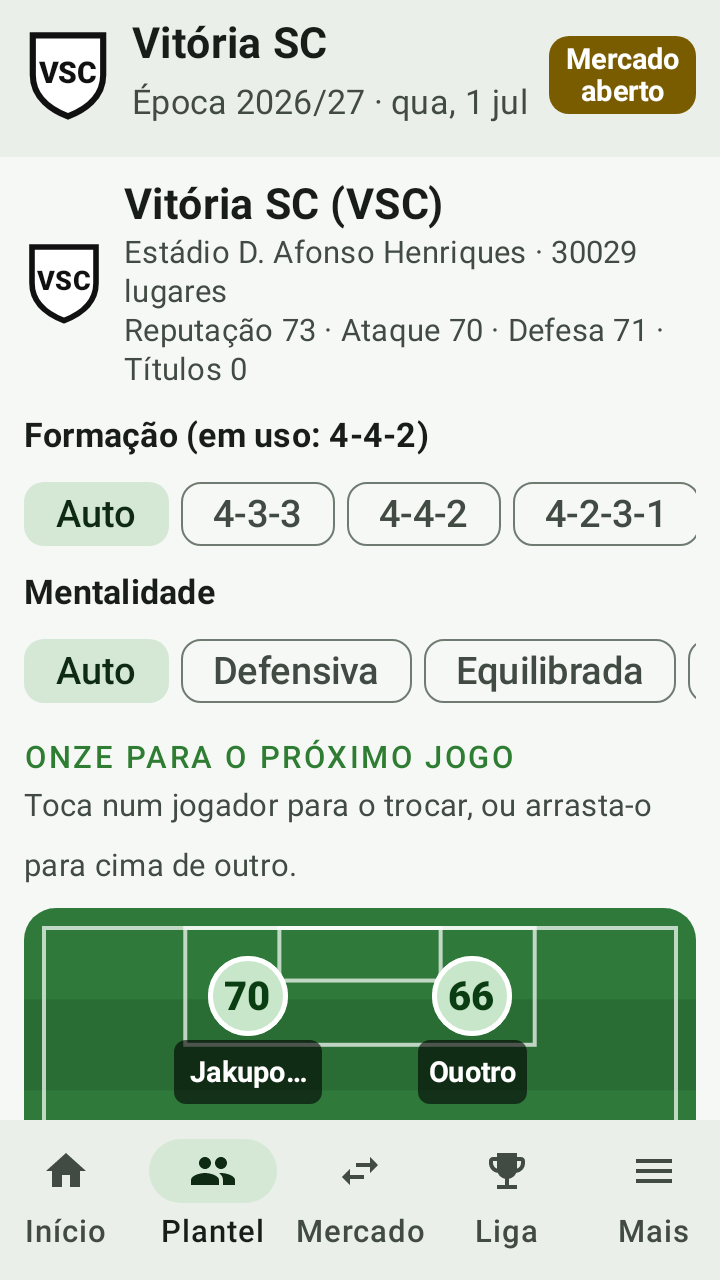 VSC
Vitória SC
Época 2026/27 · qua, 1 jul
Mercado
aberto
VSC
Vitória SC (VSC)
Estádio D. Afonso Henriques · 30029
lugares
Reputação 73 · Ataque 70 · Defesa 71 ·
Títulos 0
Formação (em uso: 4-4-2)
Auto
4-3-3
4-4-2
4-2-3-1
Mentalidade
Auto
Defensiva
Equilibrada
ONZE PARA O PRÓXIMO JOGO
Toca num jogador para o trocar, ou arrasta-o
para cima de outro.
70
66
Jakupo…
Ouotro
Início
Plantel
Mercado
Liga
Mais